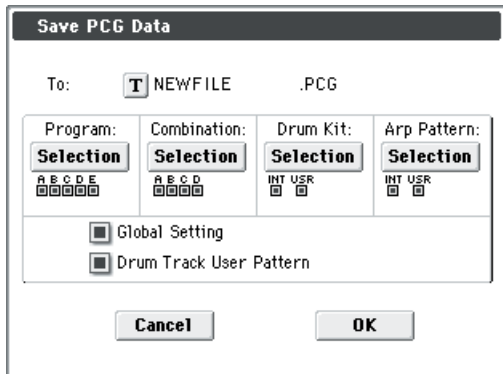 Save PCG Data
To: T NEWFILE .PCG
Program: Combination: Drum Kit: Arp Pattern:
Selection Selection Selection Selection
A B C D E A B C D INT USR INT USR
Global Setting
Drum Track User Pattern
Cancel OK